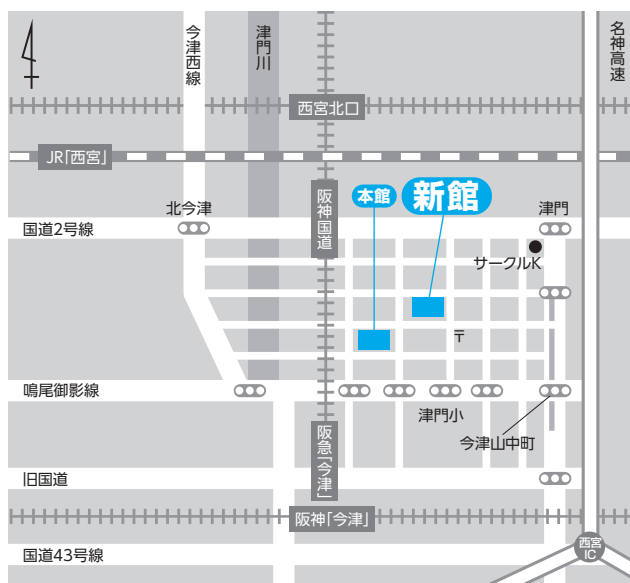 今津西線
津門川
名神高速
西宮北口
JR「西宮」
阪神国道
本館
新館
北今津
津門
国道2号線
サークルK
〒
鳴尾御影線
津門小
今津山中町
阪急「今津」
旧国道
阪神「今津」
国道43号線
西宮
IC